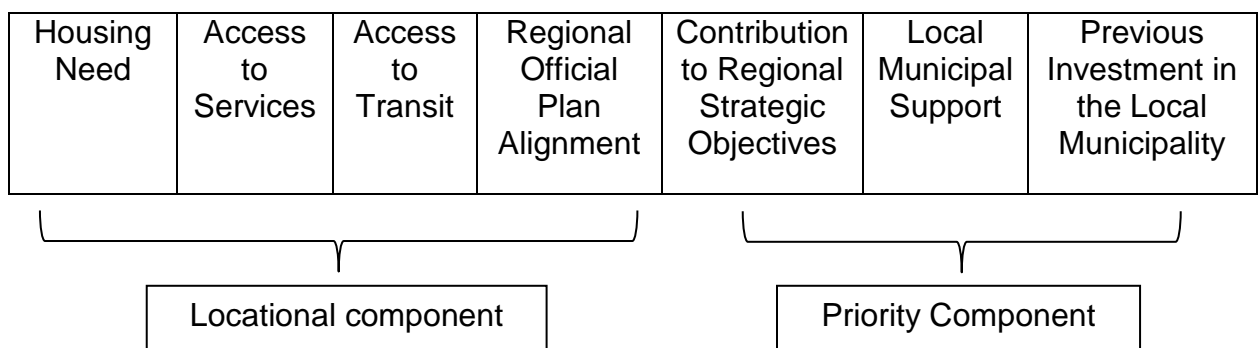 Housing
Need
Access
to
Services
Access
to
Transit
Regional
Official
Plan
Alignment
Contribution
to Regional
Strategic
Objectives
Local
Municipal
Support
Previous
Investment in
the Local
Municipality
Locational component
Priority Component